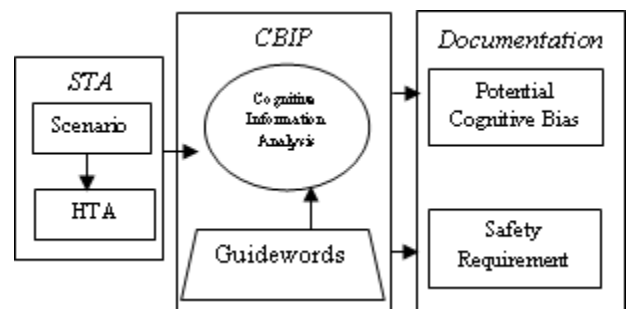 STA
Scenario
HTA
CBIP
Cognitive
Information
Analysis
Guidewords
Documentation
Potential
Cognitive Bias
Safety
Requirement